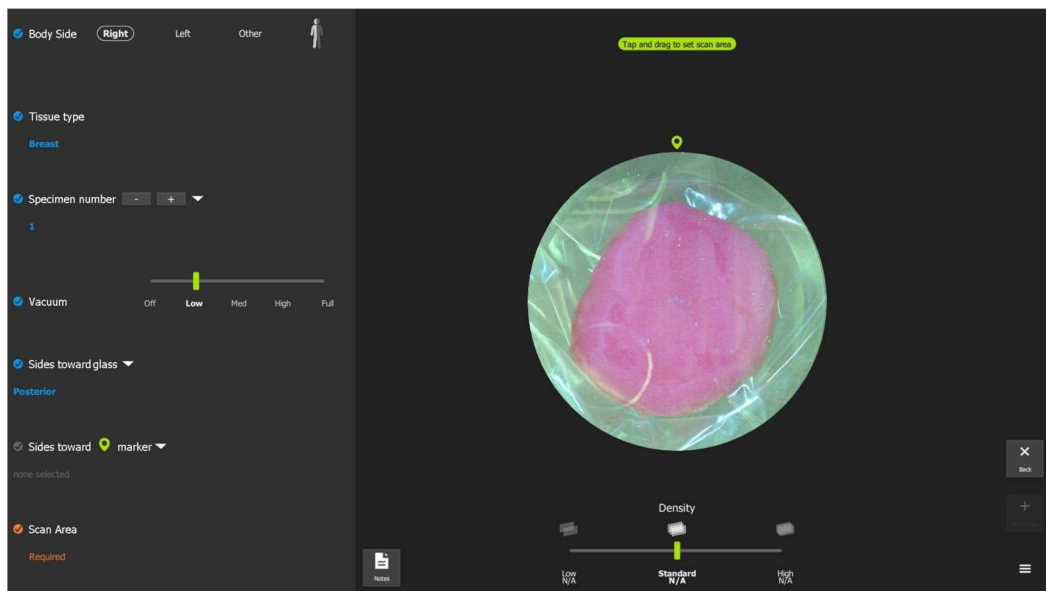 Body Side Right Left Other
Tissue type
Breast
Specimen number - +
1
Vacuum
Off Low Med High Full
Sides toward glass
Posterior
Sides toward marker
none selected
Scan Area
Required
Tap and drag to set scan area
Density
Low Standard High
N/A N/A N/A
Notes
Back